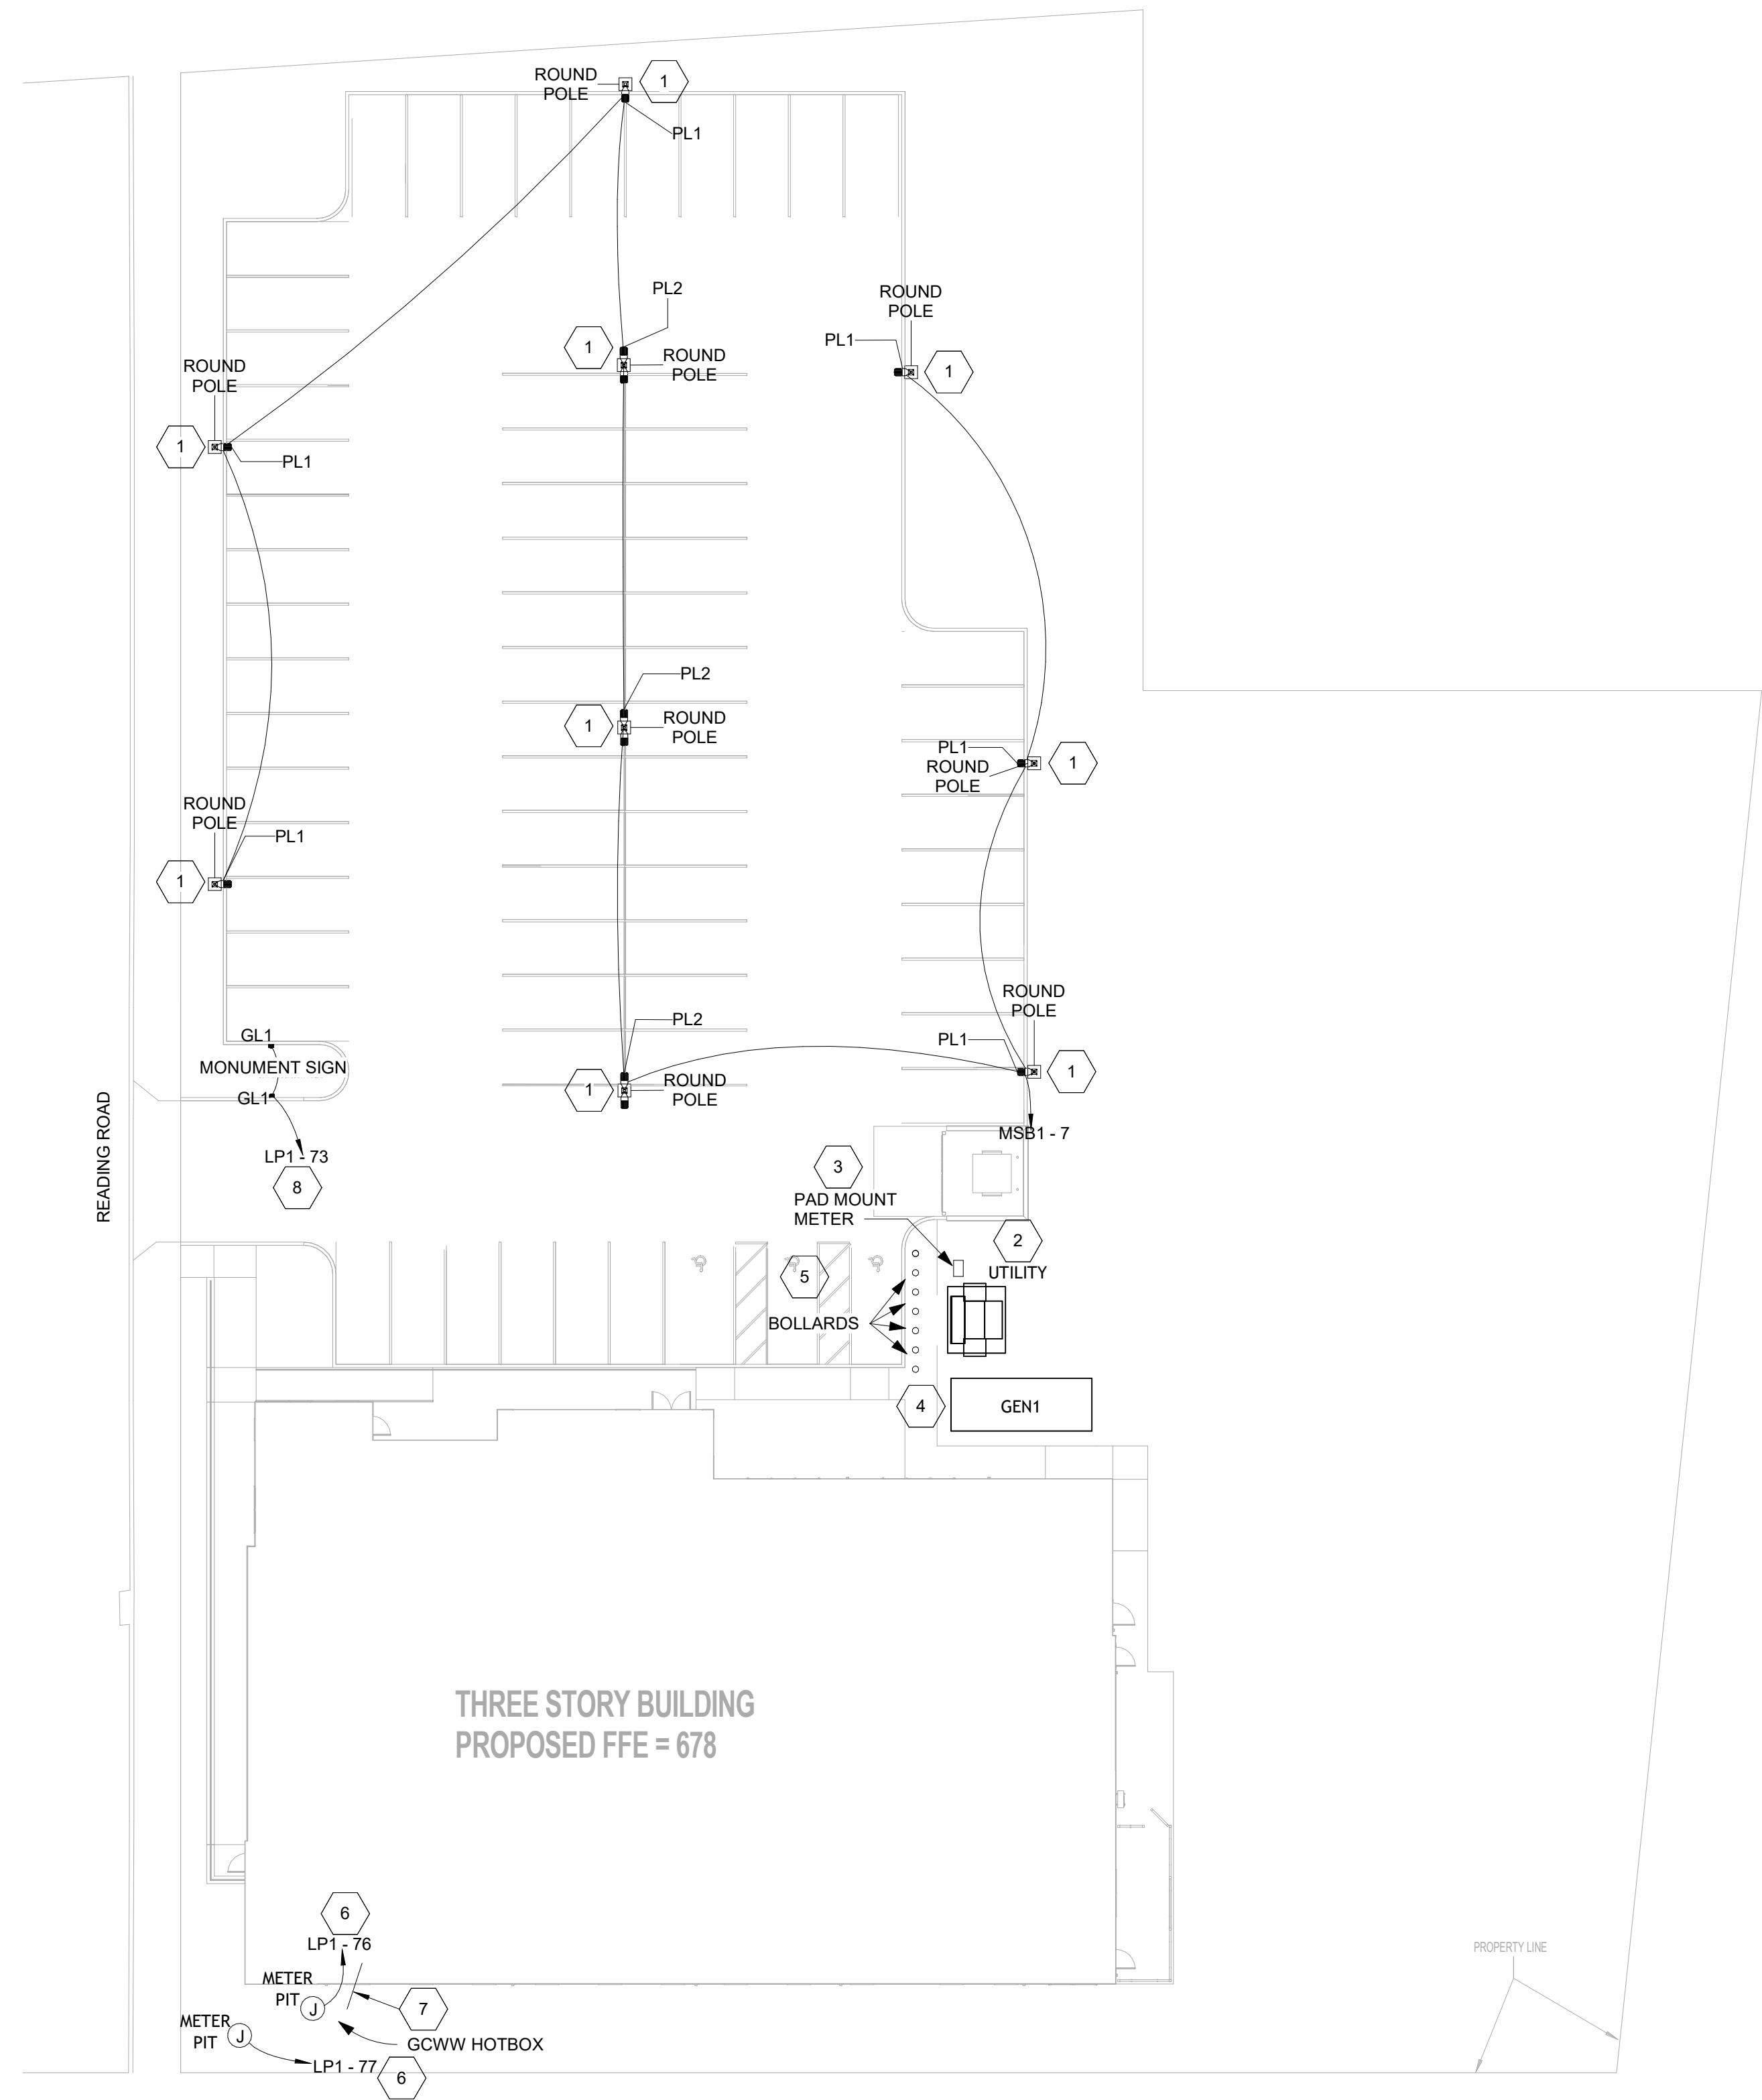 ROUND
POLE
1
PL1
PL2
1
ROUND
POLE
ROUND
POLE
PL1
1
ROUND
POLE
1
PL1
PL2
1
ROUND
POLE
PL1
ROUND
POLE
1
ROUND
POLE
1
PL1
PL2
1
ROUND
POLE
ROUND
POLE
PL1
1
MSB1 - 7
GL1
MONUMENT SIGN
GL1
LP1 - 73
8
READING ROAD
3
PAD MOUNT
METER
2
UTILITY
5
BOLLARDS
4
GEN1
THREE STORY BUILDING
PROPOSED FFE = 678
6
LP1 - 76
METER
PIT
J
7
METER
PIT
J
GCWW HOTBOX
LP1 - 77
6
PROPERTY LINE